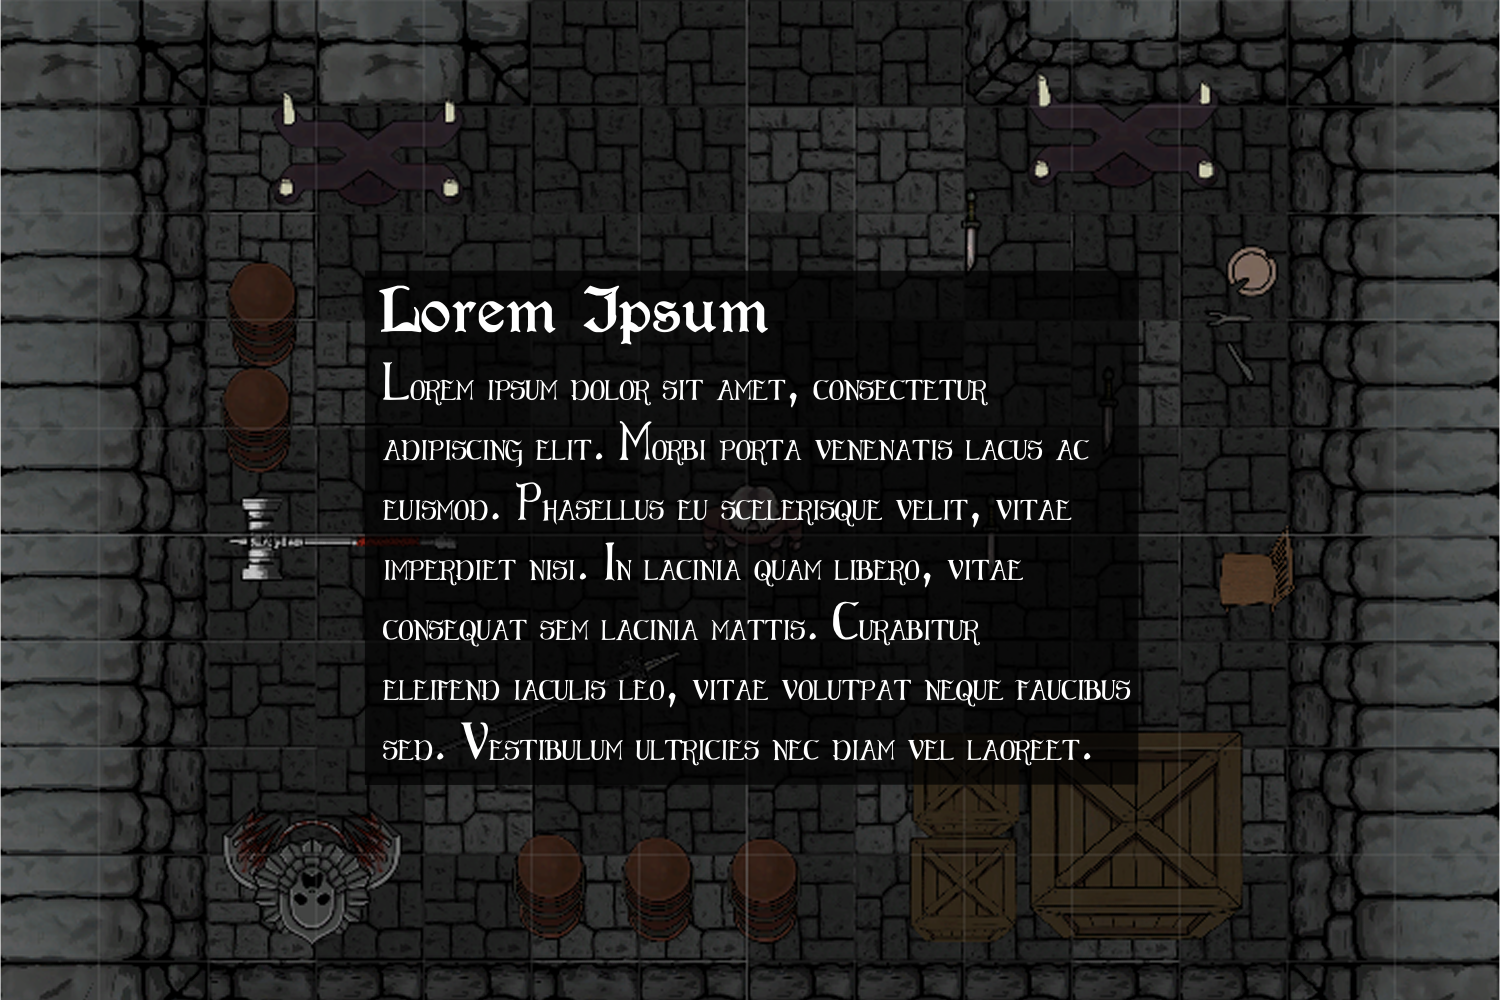 Lorem Ipsum
Lorem ipsum dolor sit amet, consectetur
adipiscing elit. Morbi porta venenatis lacus ac
euismod. Phasellus eu scelerisque velit, vitae
imperdiet nisi. In lacinia quam libero, vitae
consequat sem lacinia mattis. Curabitur
eleifend iaculis leo, vitae volutpat neque faucibus
sed. Vestibulum ultricies nec diam vel laoreet.